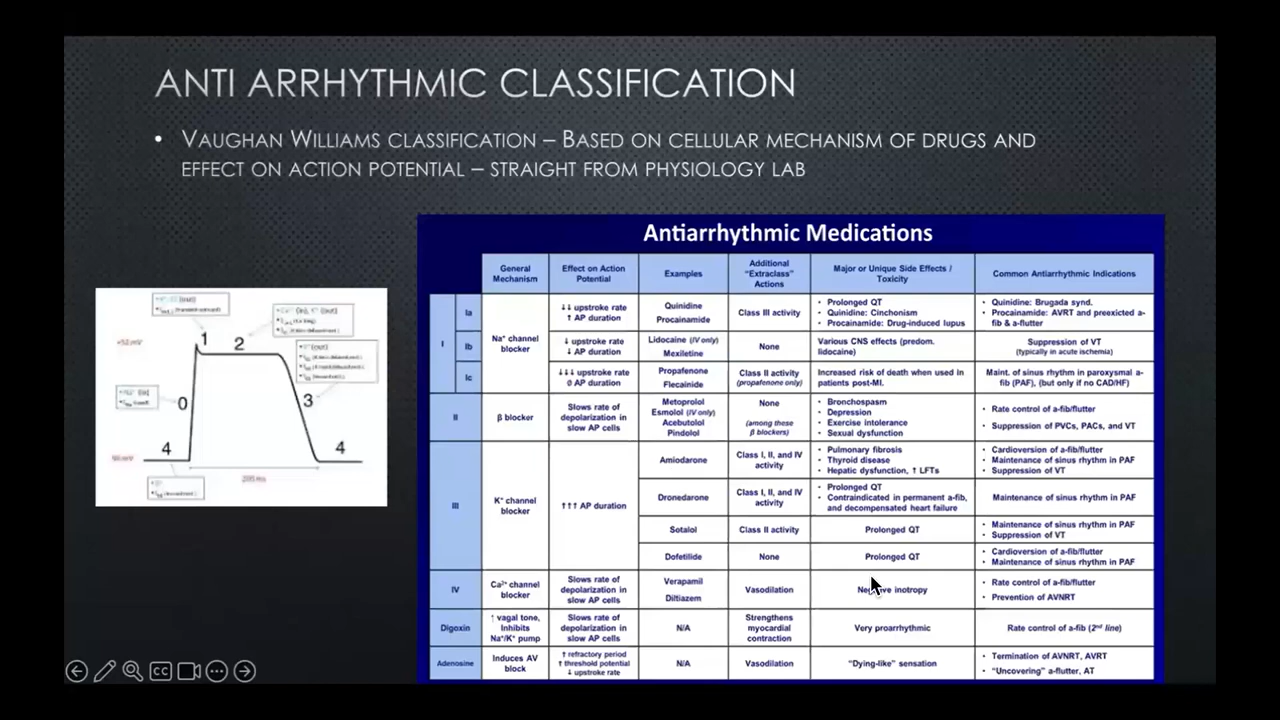 ANTI ARRHYTHMIC CLASSIFICATION
• VAUGHAN WILLIAMS CLASSIFICATION – BASED ON CELLULAR MECHANISM OF DRUGS AND
EFFECT ON ACTION POTENTIAL – STRAIGHT FROM PHYSIOLOGY LAB
1
2
0
3
4
4
Antiarrhythmic Medications
General
Mechanism
Effect on Action
Potential
Examples
Additional
"Extraclass"
Actions
Major or Unique Side Effects /
Toxicity
Common Antiarrhythmic Indications
I
Na⁺ channel
blocker
Ia
↓↓ upstroke rate
↑ AP duration
Quinidine
Procainamide
Class III activity
• Prolonged QT
• Quinidine: Cinchonism
• Procainamide: Drug-induced lupus
• Quinidine: Brugada synd.
• Procainamide: AVRT and preexicted a-
fib & a-flutter
Ib
↓ upstroke rate
↓ AP duration
Lidocaine (IV only)
Mexiletine
None
Various CNS effects (predom.
lidocaine)
Suppression of VT
(typically in acute ischemia)
Ic
↓↓↓ upstroke rate
0 AP duration
Propafenone
Flecainide
Class II activity
(propafenone only)
Increased risk of death when used in
patients post-MI.
Maint. of sinus rhythm in paroxysmal a-
fib (PAF), (but only if no CAD/HF)
II
β blocker
Slows rate of
depolarization in
slow AP cells
Metoprolol
Esmolol (IV only)
Acebutolol
Pindolol
None
(among these
β blockers)
• Bronchospasm
• Depression
• Exercise intolerance
• Sexual dysfunction
• Rate control of a-fib/flutter
• Suppression of PVCs, PACs, and VT
III
K⁺ channel
blocker
↑↑↑ AP duration
Amiodarone
Class I, II, and IV
activity
• Pulmonary fibrosis
• Thyroid disease
• Hepatic dysfunction, ↑ LFTs
• Cardioversion of a-fib/flutter
• Maintenance of sinus rhythm in PAF
• Suppression of VT
Dronedarone
Class I, II, and IV
activity
• Prolonged QT
• Contraindicated in permanent a-fib,
and decompensated heart failure
Maintenance of sinus rhythm in PAF
Sotalol
Class II activity
Prolonged QT
• Maintenance of sinus rhythm in PAF
• Suppression of VT
Dofetilide
None
Prolonged QT
• Cardioversion of a-fib/flutter
• Maintenance of sinus rhythm in PAF
IV
Ca²⁺ channel
blocker
Slows rate of
depolarization in
slow AP cells
Verapamil
Diltiazem
Vasodilation
inotropy
• Rate control of a-fib/flutter
• Prevention of AVNRT
Digoxin
↑ vagal tone,
Inhibits
Na⁺/K⁺ pump
Slows rate of
depolarization in
slow AP cells
N/A
Strengthens
myocardial
contraction
Very proarrhythmic
Rate control of a-fib (2nd line)
Adenosine
Induces AV
block
↑ refractory period
↑ threshold potential
↓ upstroke rate
N/A
Vasodilation
"Dying-like" sensation
• Termination of AVNRT, AVRT
• "Uncovering" a-flutter, AT
CC